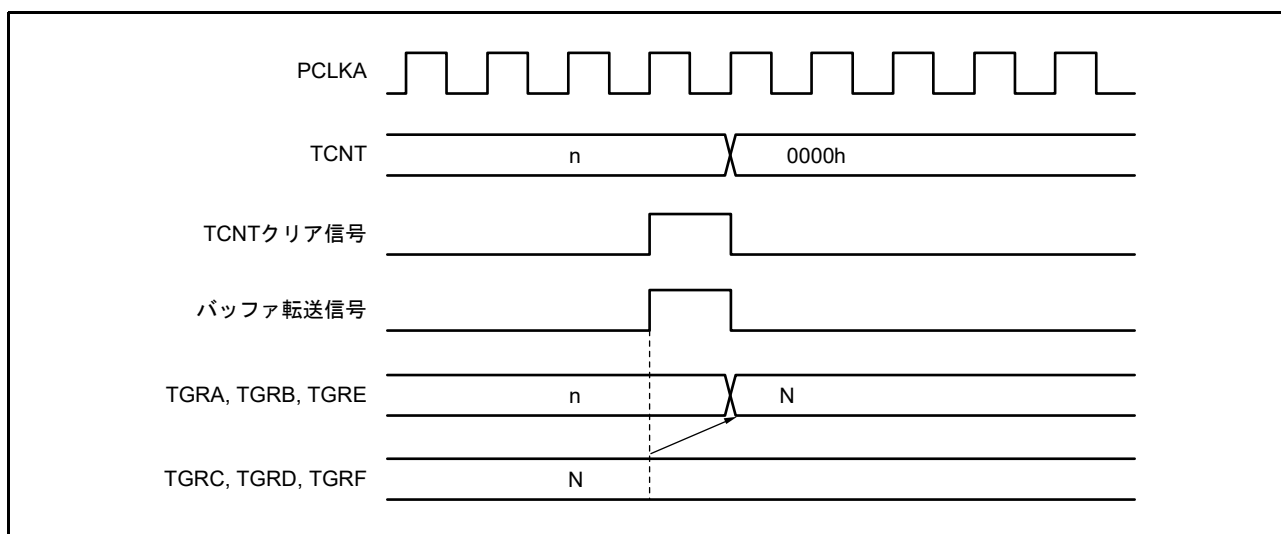 PCLKA
TCNT
n
0000h
TCNTクリア信号
バッファ転送信号
TGRA, TGRB, TGRE
n
N
TGRC, TGRD, TGRF
N